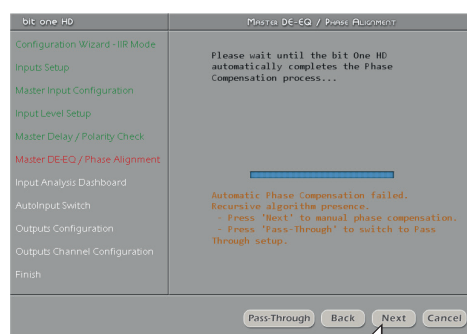 bit one HD
Master DE-EQ / Phase Alignment
Configuration Wizard - IIR Mode
Inputs Setup
Master Input Configuration
Input Level Setup
Master Delay / Polarity Check
Master DE-EQ / Phase Alignment
Input Analysis Dashboard
AutoInput Switch
Outputs Configuration
Outputs Channel Configuration
Finish
Please wait until the bit One HD
automatically completes the Phase
Compensation process...
Automatic Phase Compensation failed.
Recursive algorithm presence.
- Press 'Next' to manual phase compensation.
- Press 'Pass-Through' to switch to Pass
Through setup.
Pass-Through Back Next Cancel